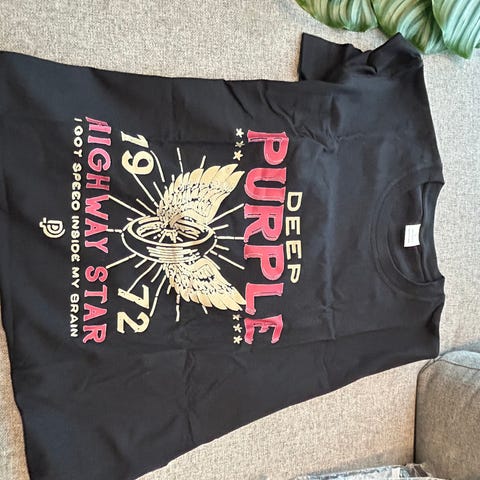 DEEP
PURPLE
19 72
HIGHWAY STAR
I GOT SPEED INSIDE MY BRAIN